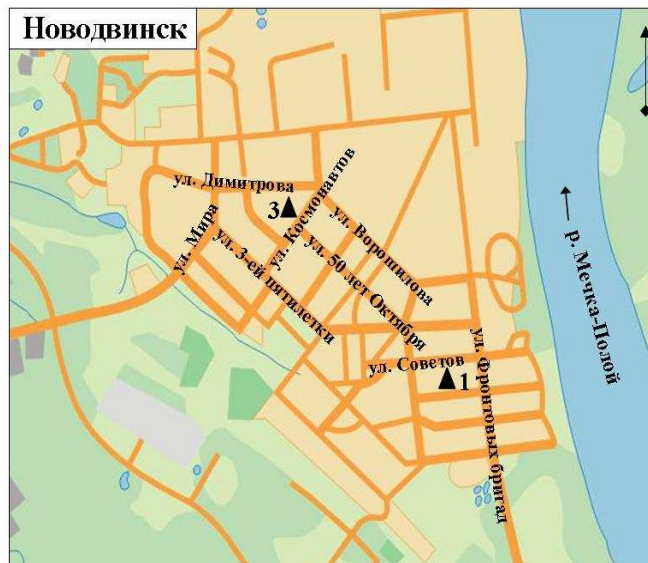 Новодвинск
ул. Димитрова
3
ул. Космонавтов
ул. Ворошилова
ул. Мира
ул. 3-ей пятилетки
ул. 50 лет Октября
р. Мечка-Полой
ул. Советов
1
ул. Фронтовых бригад